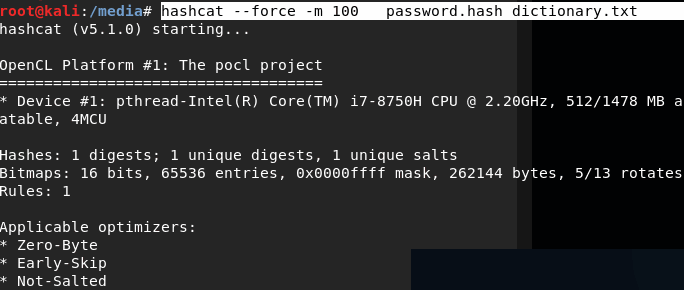 root@kali:/media# hashcat --force -m 100   password.hash dictionary.txt
hashcat (v5.1.0) starting...
OpenCL Platform #1: The pocl project
====================================
* Device #1: pthread-Intel(R) Core(TM) i7-8750H CPU @ 2.20GHz, 512/1478 MB a
atable, 4MCU
Hashes: 1 digests; 1 unique digests, 1 unique salts
Bitmaps: 16 bits, 65536 entries, 0x0000ffff mask, 262144 bytes, 5/13 rotates
Rules: 1
Applicable optimizers:
* Zero-Byte
* Early-Skip
* Not-Salted